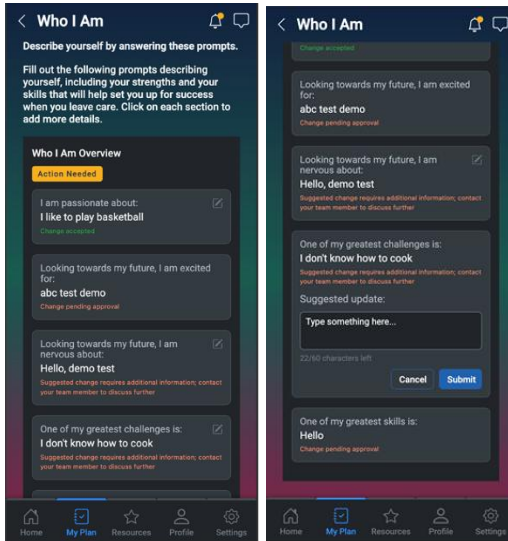 Who I Am
Describe yourself by answering these prompts.
Fill out the following prompts describing
yourself, including your strengths and your
skills that will help set you up for success
when you leave care. Click on each section to
add more details.
Who I Am Overview
Action Needed
I am passionate about:
I like to play basketball
Change accepted
Looking towards my future, I am excited
for:
abc test demo
Change pending approval
Looking towards my future, I am
nervous about:
Hello, demo test
Suggested change requires additional information; contact
your team member to discuss further
One of my greatest challenges is:
I don't know how to cook
Suggested change requires additional information; contact
your team member to discuss further
Home
My Plan
Resources
Profile
Settings
Who I Am
Change accepted
Looking towards my future, I am excited
for:
abc test demo
Change pending approval
Looking towards my future, I am
nervous about:
Hello, demo test
Suggested change requires additional information; contact
your team member to discuss further
One of my greatest challenges is:
I don't know how to cook
Suggested change requires additional information; contact
your team member to discuss further
Suggested update:
Type something here...
22/60 characters left
Cancel
Submit
One of my greatest skills is:
Hello
Change pending approval
Home
My Plan
Resources
Profile
Settings